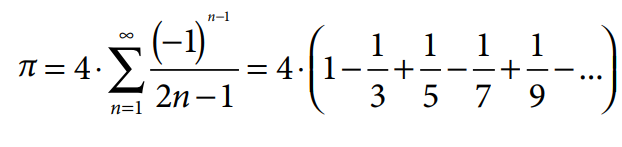 π = 4 · ∑_{n=1}^{∞} (−1)^{n−1} / (2n − 1) = 4 · (1 − 1/3 + 1/5 − 1/7 + 1/9 − ...)